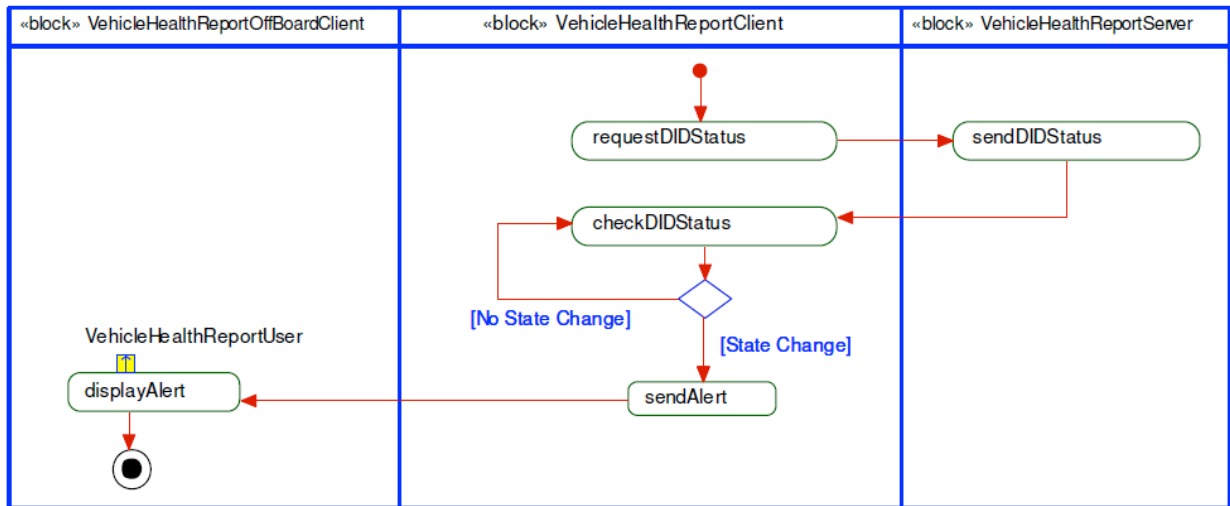 «block» VehicleHealthReportOffBoardClient
«block» VehicleHealthReportClient
«block» VehicleHealthReportServer
requestDIDStatus
sendDIDStatus
checkDIDStatus
[No State Change]
[State Change]
VehicleHealthReportUser
displayAlert
sendAlert